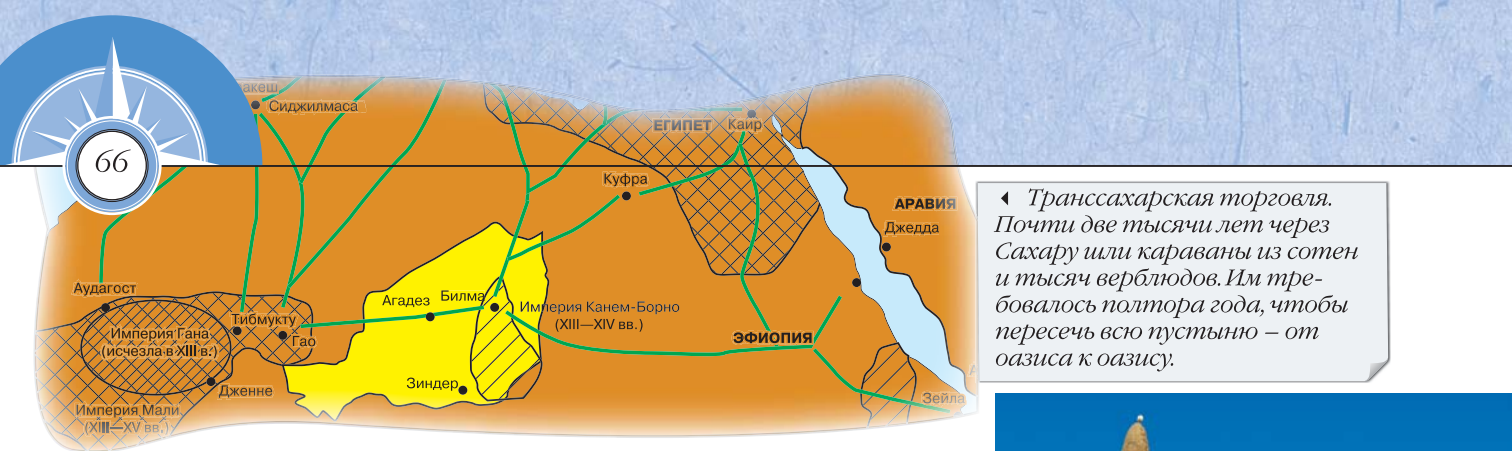 акеш
Сиджилмаса
ЕГИПЕТ Каир
66
Куфра
АРАВИЯ
Джедда
Аудагост
Агадез Билма
Империя Канем-Борно
(XIII—XIV вв.)
Тибмукту
Империя Гана
(исчезла в XIII в.)
Гао
ЭФИОПИЯ
Зиндер
Дженне
Зейла
Империя Мали
(XIII—XV вв.)
Транссахарская торговля.
Почти две тысячи лет через
Сахару шли караваны из сотен
и тысяч верблюдов. Им тре-
бовалось полтора года, чтобы
пересечь всю пустыню – от
оазиса к оазису.